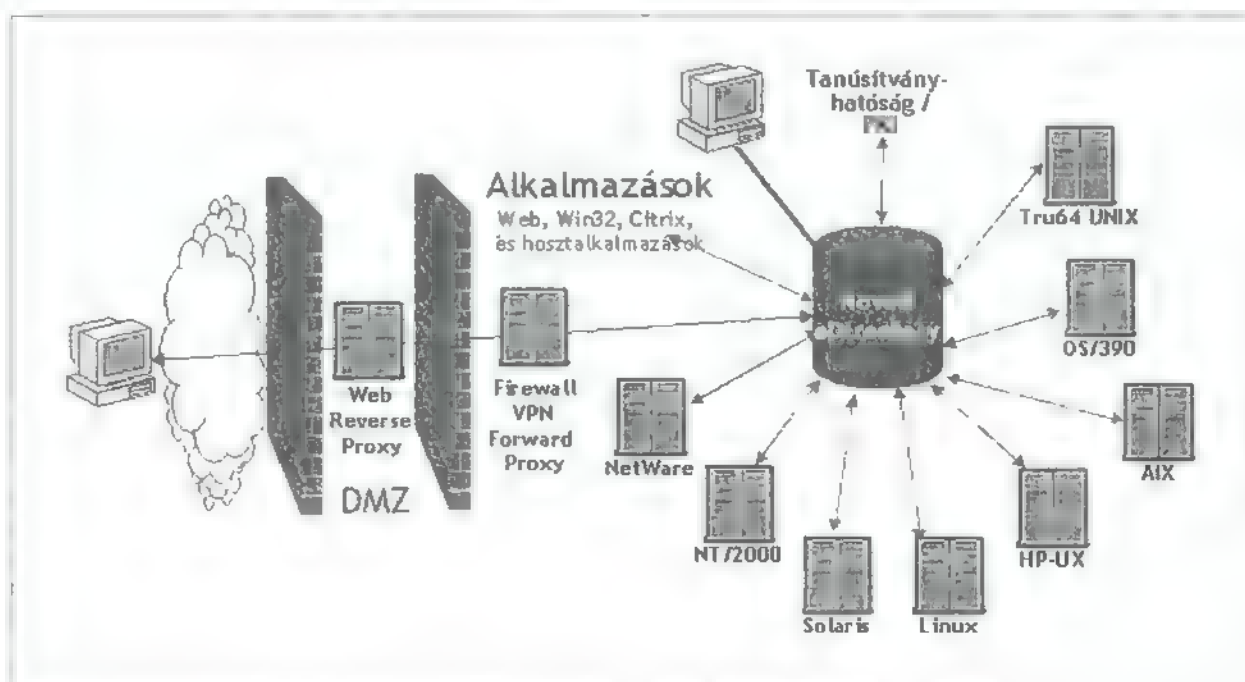 Tanúsítvány-
hatóság /
Alkalmazások
Web, Win32, Citrix,
és hosztalkalmazások
Tru64 UNIX
OS/390
AIX
HP-UX
Linux
Solaris
NT/2000
NetWare
Firewall
VPN
Forward
Proxy
Web
Reverse
Proxy
DMZ